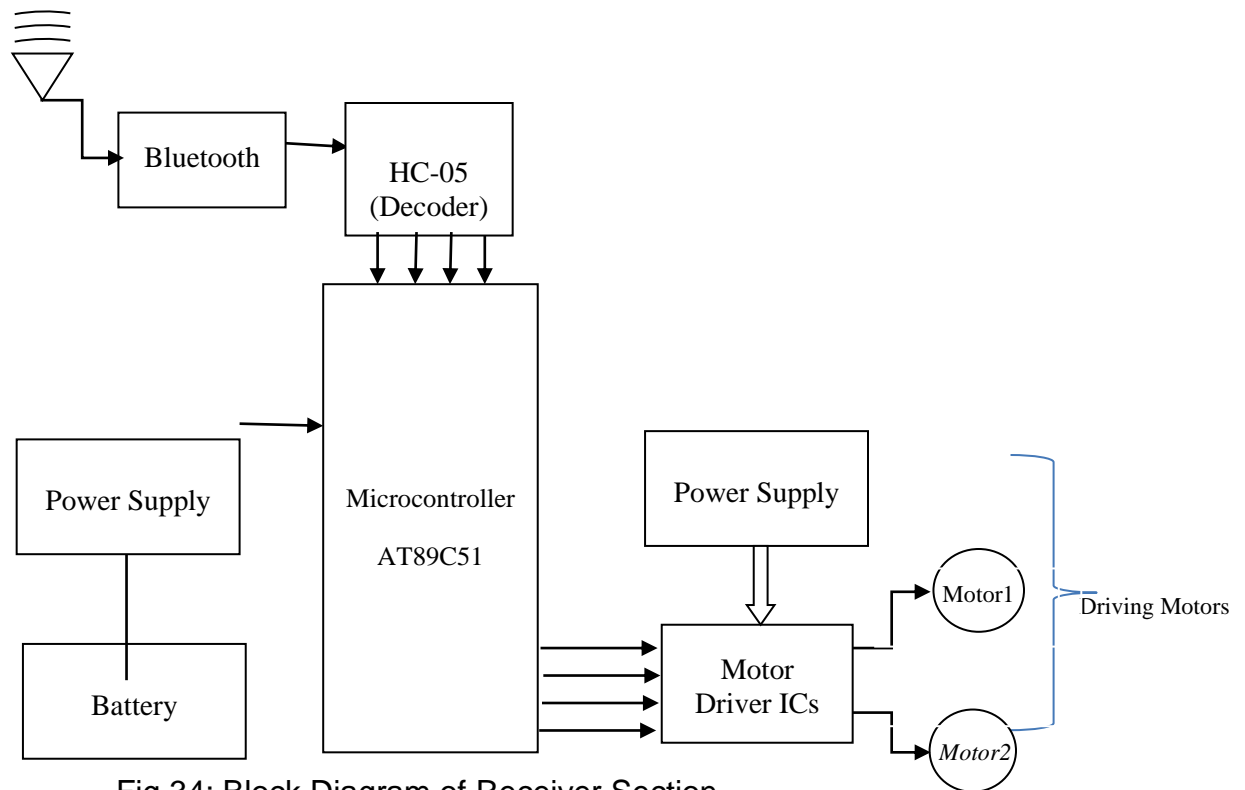 Bluetooth
HC-05
(Decoder)
Power Supply
Battery
Microcontroller
AT89C51
Power Supply
Motor
Driver ICs
Motor1
Motor2
Driving Motors
Fig 34: Block Diagram of Receiver Section